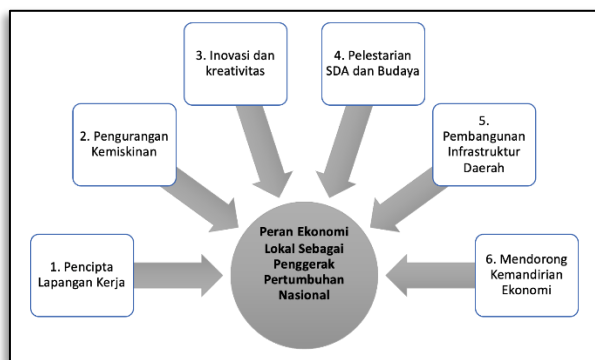 1. Pencipta
Lapangan Kerja
2. Pengurangan
Kemiskinan
3. Inovasi dan
kreativitas
4. Pelestarian
SDA dan Budaya
5.
Pembangunan
Infrastruktur
Daerah
6. Mendorong
Kemandirian
Ekonomi
Peran Ekonomi
Lokal Sebagai
Penggerak
Pertumbuhan
Nasional